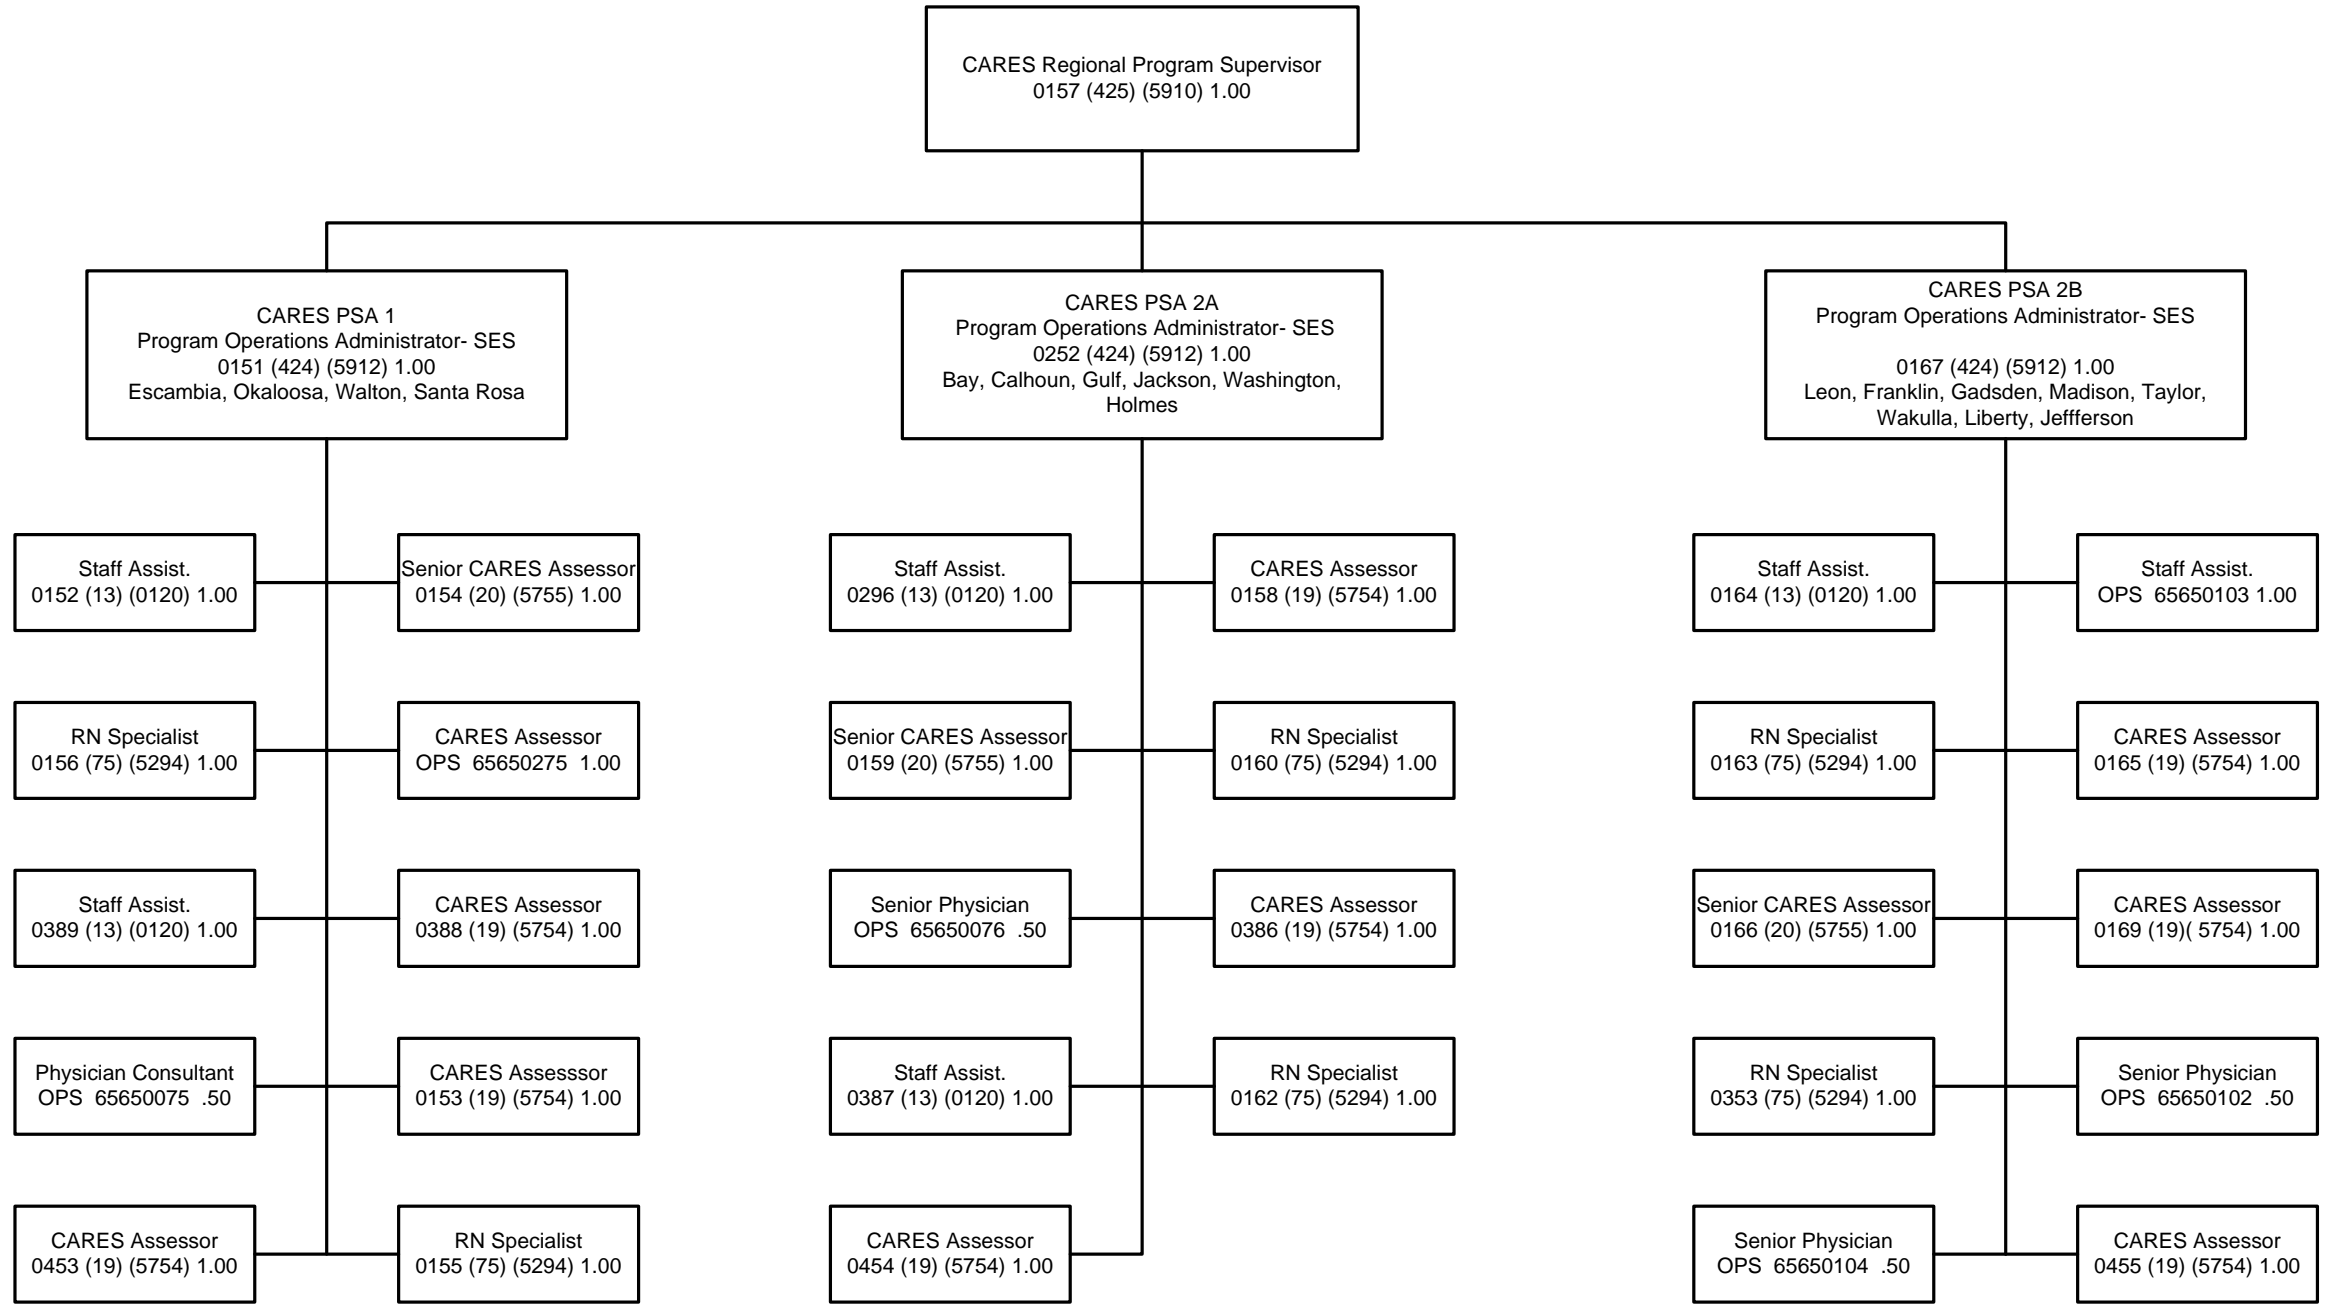 CARES Regional Program Supervisor
0157 (425) (5910) 1.00
CARES PSA 1
Program Operations Administrator- SES
0151 (424) (5912) 1.00
Escambia, Okaloosa, Walton, Santa Rosa
CARES PSA 2A
Program Operations Administrator- SES
0252 (424) (5912) 1.00
Bay, Calhoun, Gulf, Jackson, Washington,
Holmes
CARES PSA 2B
Program Operations Administrator- SES
0167 (424) (5912) 1.00
Leon, Franklin, Gadsden, Madison, Taylor,
Wakulla, Liberty, Jeffferson
Staff Assist.
0152 (13) (0120) 1.00
Senior CARES Assessor
0154 (20) (5755) 1.00
Staff Assist.
0296 (13) (0120) 1.00
CARES Assessor
0158 (19) (5754) 1.00
Staff Assist.
0164 (13) (0120) 1.00
Staff Assist.
OPS 65650103 1.00
RN Specialist
0156 (75) (5294) 1.00
CARES Assessor
OPS 65650275 1.00
Senior CARES Assessor
0159 (20) (5755) 1.00
RN Specialist
0160 (75) (5294) 1.00
RN Specialist
0163 (75) (5294) 1.00
CARES Assessor
0165 (19) (5754) 1.00
Staff Assist.
0389 (13) (0120) 1.00
CARES Assessor
0388 (19) (5754) 1.00
Senior Physician
OPS 65650076 .50
CARES Assessor
0386 (19) (5754) 1.00
Senior CARES Assessor
0166 (20) (5755) 1.00
CARES Assessor
0169 (19)( 5754) 1.00
Physician Consultant
OPS 65650075 .50
CARES Assesssor
0153 (19) (5754) 1.00
Staff Assist.
0387 (13) (0120) 1.00
RN Specialist
0162 (75) (5294) 1.00
RN Specialist
0353 (75) (5294) 1.00
Senior Physician
OPS 65650102 .50
CARES Assessor
0453 (19) (5754) 1.00
RN Specialist
0155 (75) (5294) 1.00
CARES Assessor
0454 (19) (5754) 1.00
Senior Physician
OPS 65650104 .50
CARES Assessor
0455 (19) (5754) 1.00